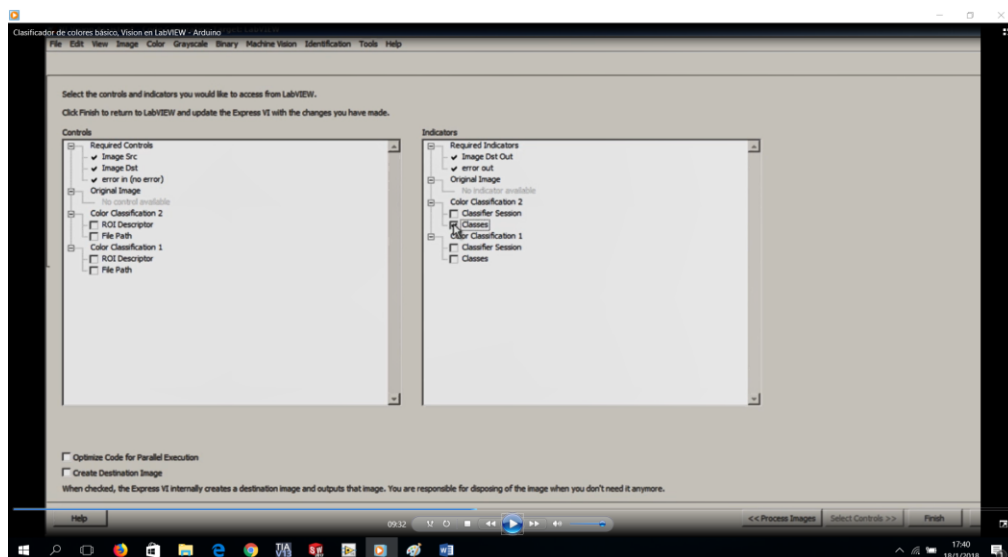 Clasificador de colores básico, Vision en LabVIEW - Arduino
File Edit View Image Color Grayscale Binary Machine Vision Identification Tools Help
Select the controls and indicators you would like to access from LabVIEW.
Click Finish to return to LabVIEW and update the Express VI with the changes you have made.
Controls
Required Controls
Image Src
Image Dst
error in (no error)
Original Image
No control available
Color Classification 2
ROI Descriptor
File Path
Color Classification 1
ROI Descriptor
File Path
Indicators
Required Indicators
Image Dst Out
error out
Original Image
No indicator available
Color Classification 2
Classifier Session
Classes
Color Classification 1
Classifier Session
Classes
Optimize Code for Parallel Execution
Create Destination Image
When checked, the Express VI internally creates a destination image and outputs that image. You are responsible for disposing of the image when you don't need it anymore.
Help
09:32
<< Process Images
Select Controls >>
Finish
17:40
18/1/2018